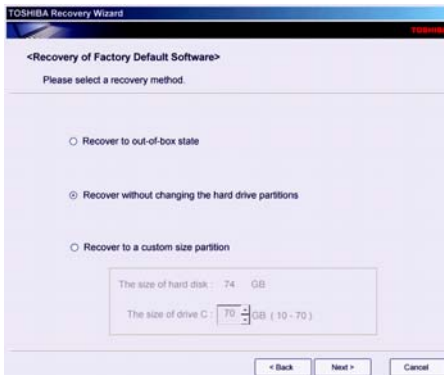 TOSHIBA Recovery Wizard
TOSHIBA
<Recovery of Factory Default Software>
Please select a recovery method.
Recover to out-of-box state
Recover without changing the hard drive partitions
Recover to a custom size partition
The size of hard disk : 74 GB
The size of drive C : 70 GB ( 10 - 70 )
< Back Next > Cancel